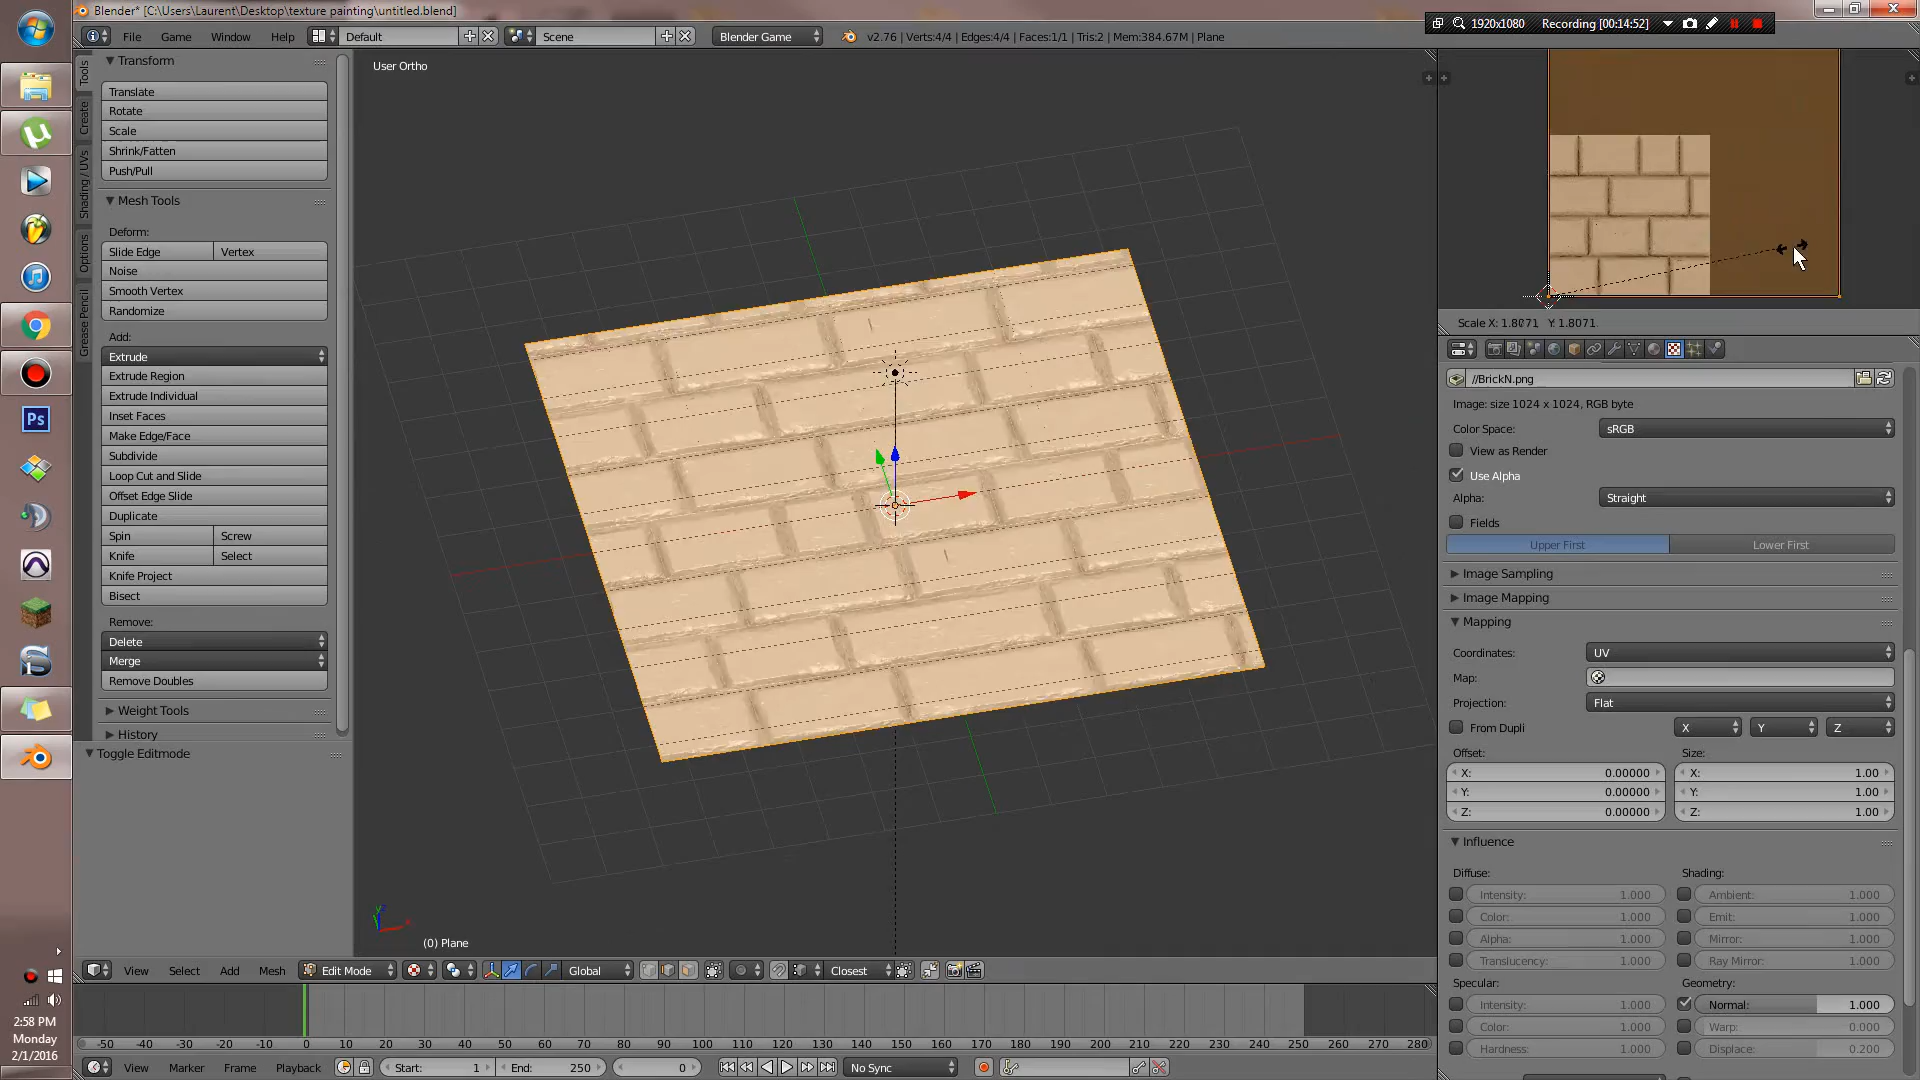 Blender* [C:\Users\Laurent\Desktop\texture painting\untitled.blend]
1920x1080 Recording [00:14:52]
File Game Window Help Default Scene Blender Game v2.76 | Verts:4/4 | Edges:4/4 | Faces:1/1 | Tris:2 | Mem:384.67M | Plane
Tools
Create
Shading / UVs
Options
Grease Pencil
Transform
Translate
Rotate
Scale
Shrink/Fatten
Push/Pull
Mesh Tools
Deform:
Slide Edge Vertex
Noise
Smooth Vertex
Randomize
Add:
Extrude
Extrude Region
Extrude Individual
Inset Faces
Make Edge/Face
Subdivide
Loop Cut and Slide
Offset Edge Slide
Duplicate
Spin Screw
Knife Select
Knife Project
Bisect
Remove:
Delete
Merge
Remove Doubles
Weight Tools
History
Toggle Editmode
User Ortho
(0) Plane
Scale X: 1.8071 Y: 1.8071
//BrickN.png
Image: size 1024 x 1024, RGB byte
Color Space: sRGB
View as Render
Use Alpha
Alpha: Straight
Fields
Upper First Lower First
Image Sampling
Image Mapping
Mapping
Coordinates: UV
Map:
Projection: Flat
From Dupli X Y Z
Offset: Size:
X: 0.00000 X: 1.00
Y: 0.00000 Y: 1.00
Z: 0.00000 Z: 1.00
Influence
Diffuse: Shading:
Intensity: 1.000 Ambient: 1.000
Color: 1.000 Emit: 1.000
Alpha: 1.000 Mirror: 1.000
Translucency: 1.000 Ray Mirror: 1.000
Specular: Geometry:
Intensity: 1.000 Normal: 1.000
Color: 1.000 Warp: 0.000
Hardness: 1.000 Displace: 0.200
View Select Add Mesh Edit Mode Global Closest
-50 -40 -30 -20 -10 0 10 20 30 40 50 60 70 80 90 100 110 120 130 140 150 160 170 180 190 200 210 220 230 240 250 260 270 280
View Marker Frame Playback Start: 1 End: 250 0 No Sync
Ps
2:58 PM
Monday
2/1/2016